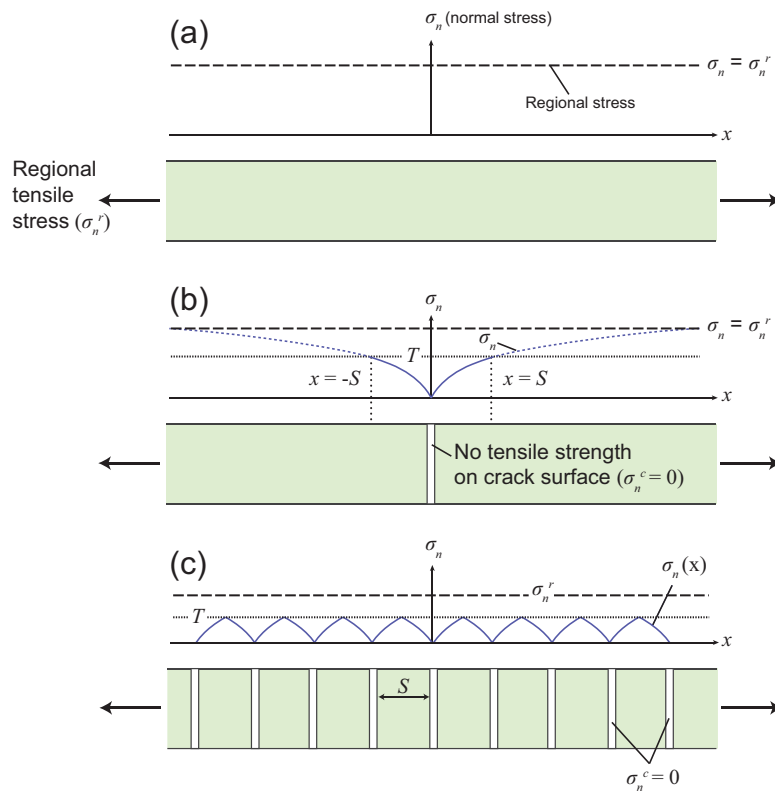 (a)
σn (normal stress)
σn = σnʳ
Regional stress
x
Regional
tensile
stress (σnʳ)
(b)
σn
σn = σnʳ
T
σn
x = -S
x = S
x
No tensile strength
on crack surface (σnᶜ = 0)
(c)
σn
σnʳ
σn (x)
T
x
S
σnᶜ = 0